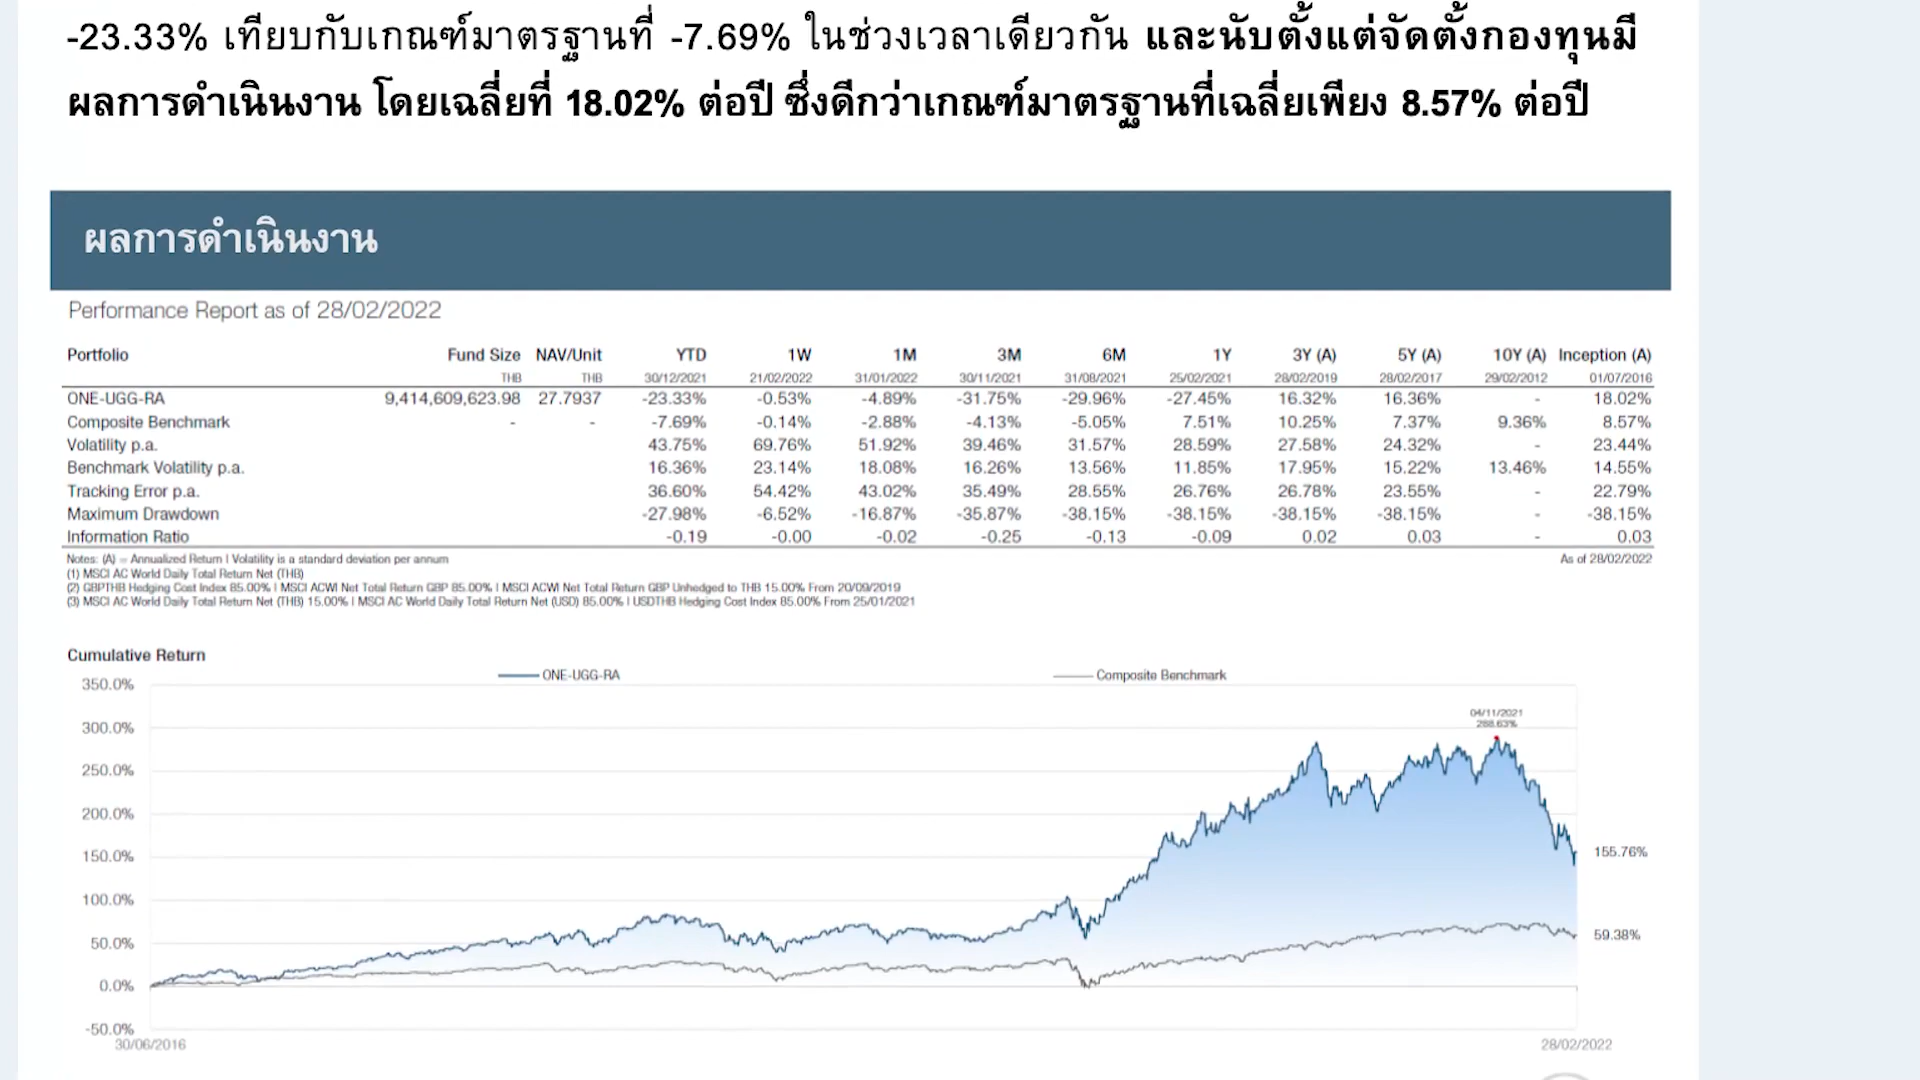 -23.33% เทียบกับเกณฑ์มาตรฐานที่ -7.69% ในช่วงเวลาเดียวกัน และนับตั้งแต่จัดตั้งกองทุนมี
ผลการดำเนินงาน โดยเฉลี่ยที่ 18.02% ต่อปี ซึ่งดีกว่าเกณฑ์มาตรฐานที่เฉลี่ยเพียง 8.57% ต่อปี
ผลการดำเนินงาน
Performance Report as of 28/02/2022
Portfolio Fund Size NAV/Unit YTD 1W 1M 3M 6M 1Y 3Y (A) 5Y (A) 10Y (A) Inception (A)
THB THB 30/12/2021 21/02/2022 31/01/2022 30/11/2021 31/08/2021 25/02/2021 28/02/2019 28/02/2017 29/02/2012 01/07/2016
ONE-UGG-RA 9,414,609,623.98 27.7937 -23.33% -0.53% -4.89% -31.75% -29.96% -27.45% 16.32% 16.36% - 18.02%
Composite Benchmark - - -7.69% -0.14% -2.88% -4.13% -5.05% 7.51% 10.25% 7.37% 9.36% 8.57%
Volatility p.a. 43.75% 69.76% 51.92% 39.46% 31.57% 28.59% 27.58% 24.32% - 23.44%
Benchmark Volatility p.a. 16.36% 23.14% 18.08% 16.26% 13.56% 11.85% 17.95% 15.22% 13.46% 14.55%
Tracking Error p.a. 36.60% 54.42% 43.02% 35.49% 28.55% 26.76% 26.78% 23.55% - 22.79%
Maximum Drawdown -27.98% -6.52% -16.87% -35.87% -38.15% -38.15% -38.15% -38.15% - -38.15%
Information Ratio -0.19 -0.00 -0.02 -0.25 -0.13 -0.09 0.02 0.03 - 0.03
Notes: (A) = Annualized Return | Volatility is a standard deviation per annum As of 28/02/2022
(1) MSCI AC World Daily Total Return Net (THB)
(2) GBPTHB Hedging Cost Index 85.00% | MSCI ACWI Net Total Return GBP 85.00% | MSCI ACWI Net Total Return GBP Unhedged to THB 15.00% From 20/09/2019
(3) MSCI AC World Daily Total Return Net (THB) 15.00% | MSCI AC World Daily Total Return Net (USD) 85.00% | USDTHB Hedging Cost Index 85.00% From 25/01/2021
Cumulative Return
ONE-UGG-RA Composite Benchmark
350.0%
04/11/2021
288.63%
300.0%
250.0%
200.0%
150.0%
155.76%
100.0%
50.0%
59.38%
0.0%
-50.0%
30/06/2016 28/02/2022